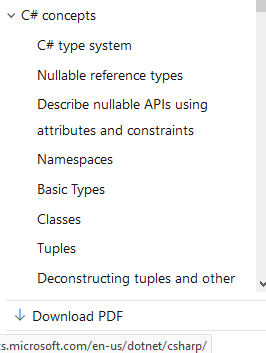 C# concepts
C# type system
Nullable reference types
Describe nullable APIs using
attributes and constraints
Namespaces
Basic Types
Classes
Tuples
Deconstructing tuples and other
Download PDF
s.microsoft.com/en-us/dotnet/csharp/